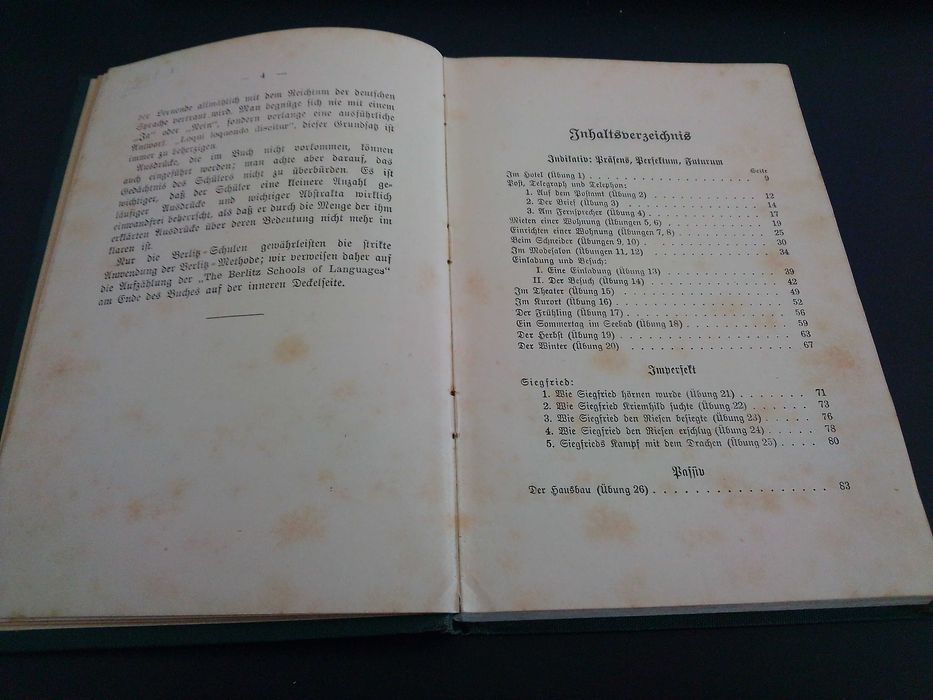 — 4 —
der Lernende allmählich mit dem Reichtum der deutschen
Sprache vertraut wird. Man begnüge sich nie mit einem
„Ja“ oder „Nein“, sondern verlange eine ausführliche
Antwort. „Loqui loquendo discitur“, dieser Grundsatz ist
immer zu beherzigen.
Ausdrücke, die im Buch nicht vorkommen, können
auch eingeführt werden; man achte aber darauf, das
Gedächtnis des Schülers nicht zu überbürden. Es ist
wichtiger, daß der Schüler eine kleinere Anzahl ge-
läufiger Ausdrücke und wichtiger Abstrakta wirklich
einwandfrei beherrscht, als daß er durch die Menge der ihm
erklärten Ausdrücke über deren Bedeutung nicht mehr im
klaren ist.
Nur die Berlitz-Schulen gewährleisten die strikte
Anwendung der Berlitz-Methode; wir verweisen daher auf
die Aufzählung der „The Berlitz Schools of Languages“
am Ende des Buches auf der inneren Deckelseite.
Inhaltsverzeichnis
Indikativ: Präsens, Perfektum, Futurum
Seite
Im Hotel (Übung 1) . . . 9
Post, Telegraph und Telephon:
1. Auf dem Postamt (Übung 2) . . . 12
2. Der Brief (Übung 3) . . . 14
3. Am Fernsprecher (Übung 4) . . . 17
Mieten einer Wohnung (Übungen 5, 6) . . . 19
Einrichten einer Wohnung (Übungen 7, 8) . . . 25
Beim Schneider (Übungen 9, 10) . . . 30
Im Modesalon (Übungen 11, 12) . . . 34
Einladung und Besuch:
I. Eine Einladung (Übung 13) . . . 39
II. Der Besuch (Übung 14) . . . 42
Im Theater (Übung 15) . . . 49
Im Kurort (Übung 16) . . . 52
Der Frühling (Übung 17) . . . 56
Ein Sommertag im Seebad (Übung 18) . . . 59
Der Herbst (Übung 19) . . . 63
Der Winter (Übung 20) . . . 67
Imperfekt
Siegfried:
1. Wie Siegfried hörnen wurde (Übung 21) . . . 71
2. Wie Siegfried Kriemhild suchte (Übung 22) . . . 73
3. Wie Siegfried den Riesen besiegte (Übung 23) . . . 76
4. Wie Siegfried den Riesen erschlug (Übung 24) . . . 78
5. Siegfrieds Kampf mit dem Drachen (Übung 25) . . . 80
Passiv
Der Hausbau (Übung 26) . . . 83